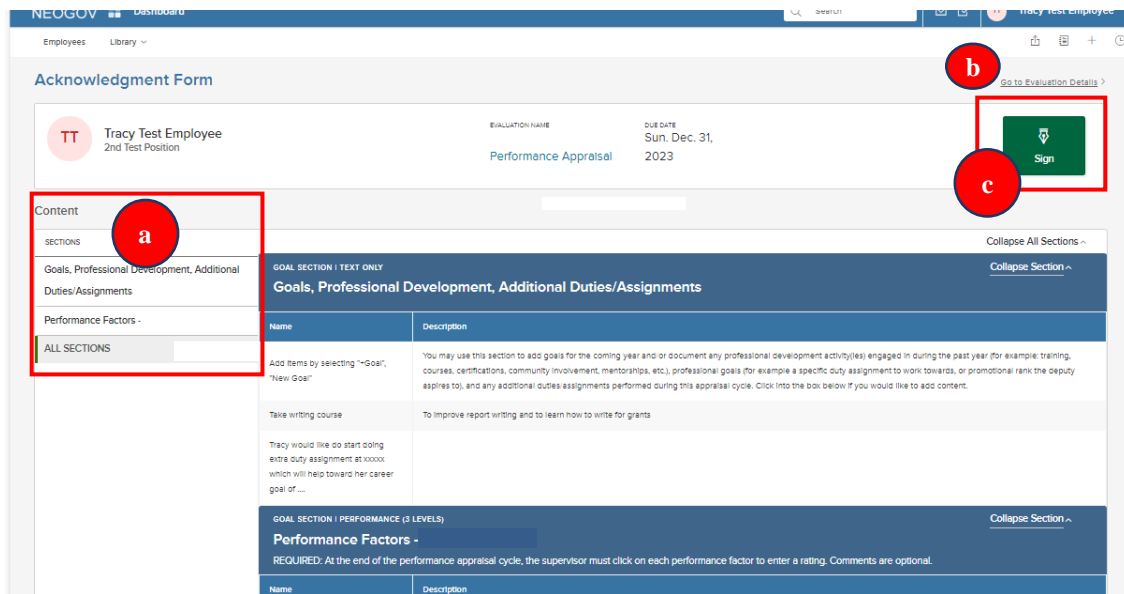 NEOGOV Dashboard Search Tracy Test Employee
Employees Library
Acknowledgment Form
b
Go to Evaluation Details
TT
Tracy Test Employee
2nd Test Position
EVALUATION NAME
Performance Appraisal
DUE DATE
Sun. Dec. 31,
2023
Sign
c
Content
a
SECTIONS
Goals, Professional Development, Additional
Duties/Assignments
Performance Factors -
ALL SECTIONS
Collapse All Sections
GOAL SECTION | TEXT ONLY
Collapse Section
Goals, Professional Development, Additional Duties/Assignments
Name Description
Add items by selecting "+Goal",
"New Goal"
You may use this section to add goals for the coming year and/or document any professional development activity(ies) engaged in during the past year (for example: training,
courses, certifications, community involvement, mentorships, etc.), professional goals (for example a specific duty assignment to work towards, or promotional rank the deputy
aspires to), and any additional duties/assignments performed during this appraisal cycle. Click into the box below if you would like to add content.
Take writing course
To improve report writing and to learn how to write for grants
Tracy would like do start doing
extra duty assignment at xxxxx
which will help toward her career
goal of ....
GOAL SECTION | PERFORMANCE (3 LEVELS)
Collapse Section
Performance Factors -
REQUIRED: At the end of the performance appraisal cycle, the supervisor must click on each performance factor to enter a rating. Comments are optional.
Name Description